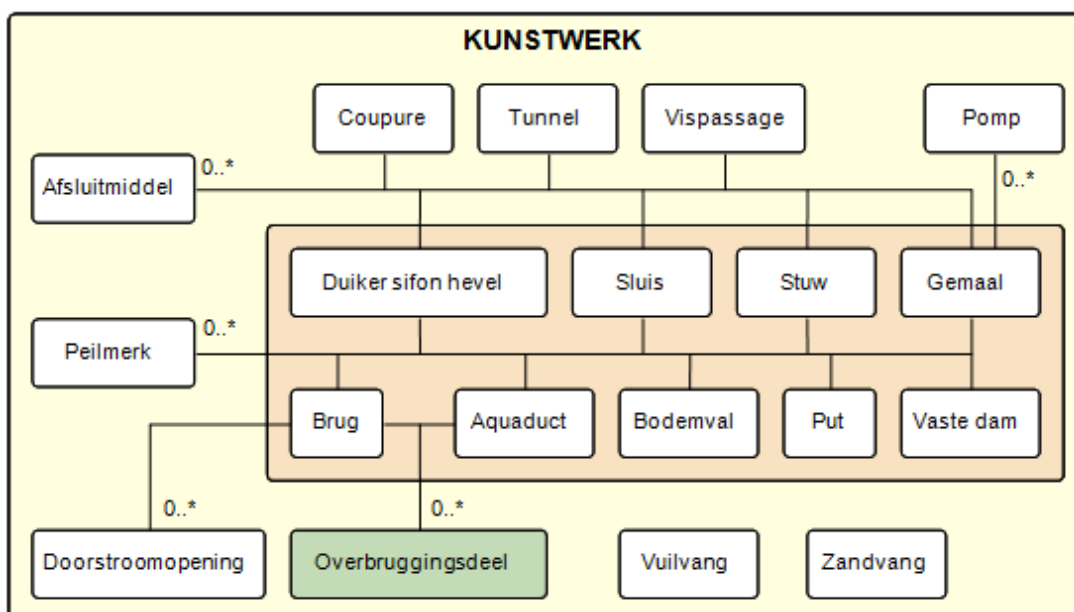 KUNSTWERK
Coupure
Tunnel
Vispassage
Pomp
Afsluitmiddel
0..*
0..*
Duiker sifon hevel
Sluis
Stuw
Gemaal
Peilmerk
0..*
Brug
Aquaduct
Bodemval
Put
Vaste dam
0..*
0..*
Doorstroomopening
Overbruggingsdeel
Vuilvang
Zandvang